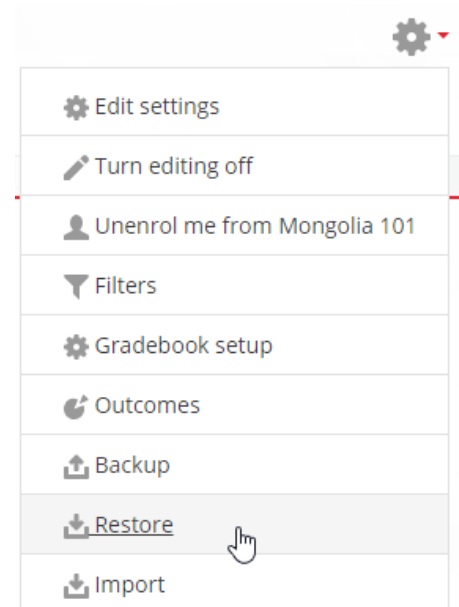 Edit settings
Turn editing off
Unenrol me from Mongolia 101
Filters
Gradebook setup
Outcomes
Backup
Restore
Import